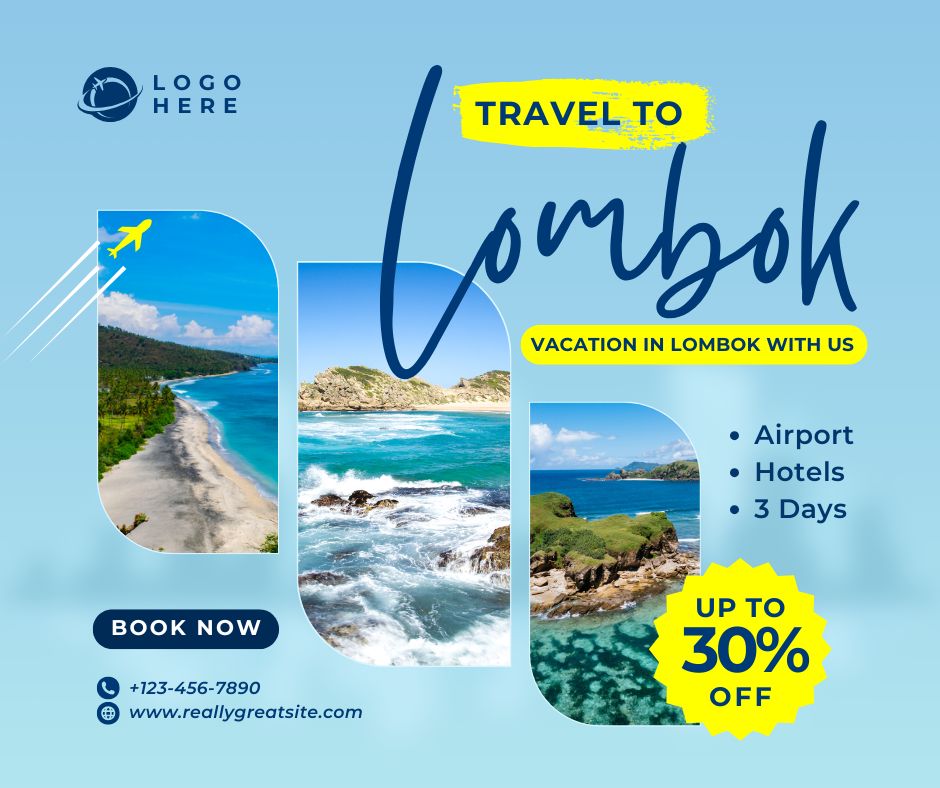 LOGO
HERE
TRAVEL TO
Lombok
VACATION IN LOMBOK WITH US
• Airport
• Hotels
• 3 Days
UP TO
30%
OFF
BOOK NOW
+123-456-7890
www.reallygreatsite.com